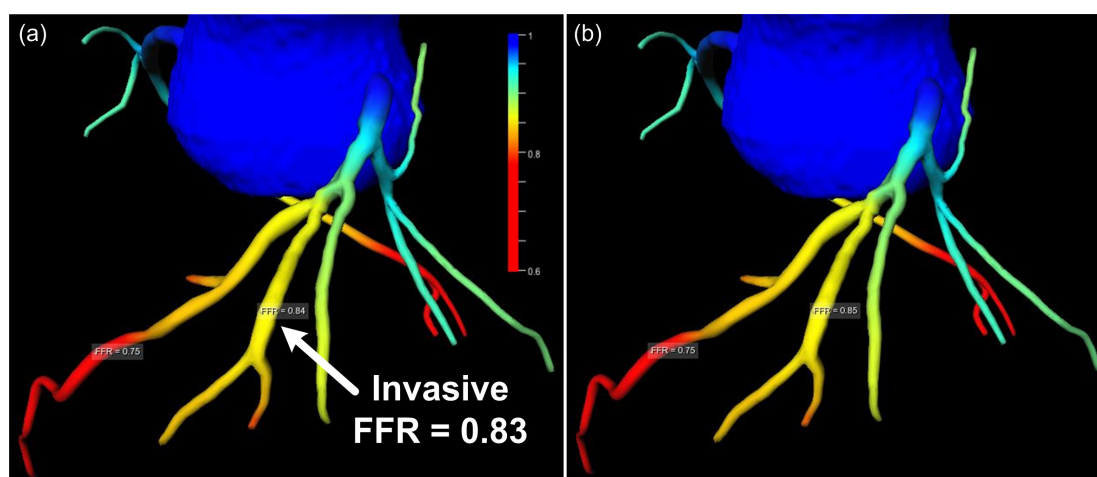 (a)
1
0.8
0.6
FFR = 0.84
FFR = 0.75
Invasive
FFR = 0.83
(b)
FFR = 0.85
FFR = 0.75